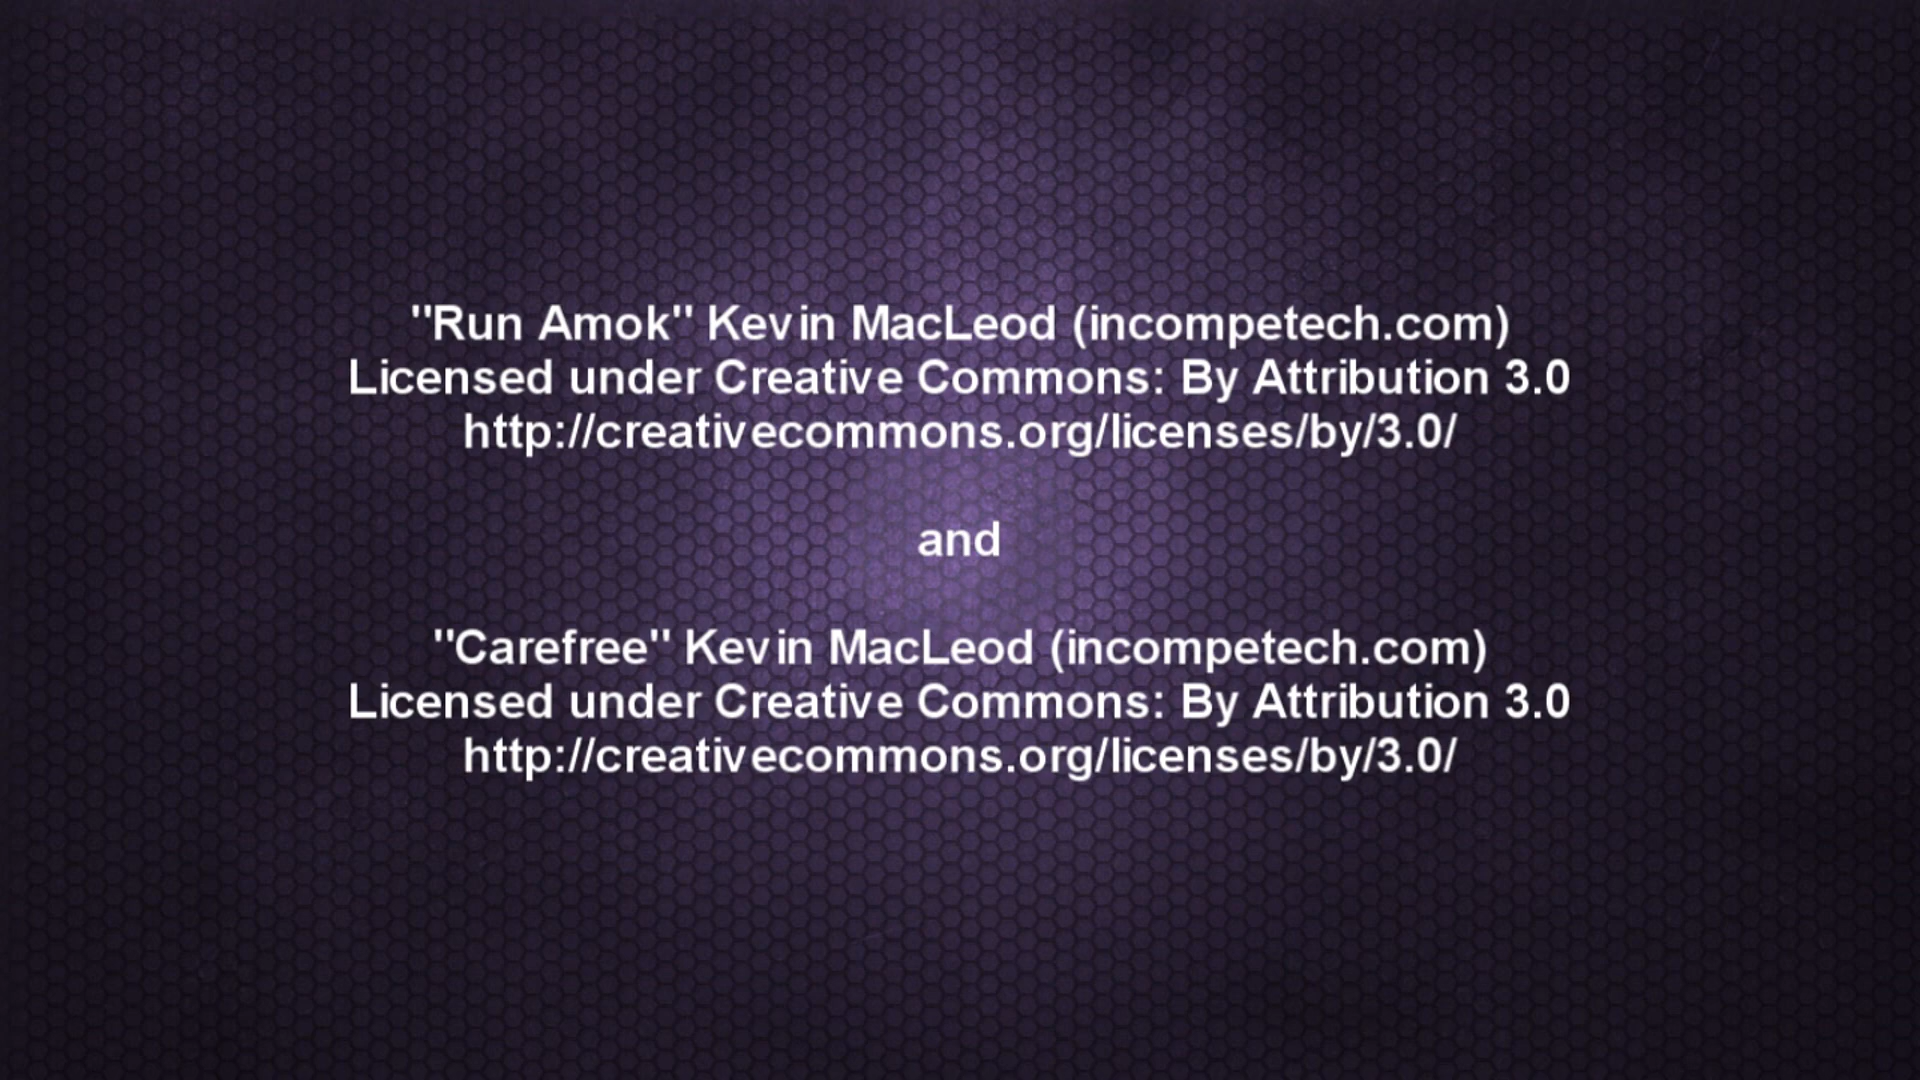 "Run Amok" Kevin MacLeod (incompetech.com)
Licensed under Creative Commons: By Attribution 3.0
http://creativecommons.org/licenses/by/3.0/
and
"Carefree" Kevin MacLeod (incompetech.com)
Licensed under Creative Commons: By Attribution 3.0
http://creativecommons.org/licenses/by/3.0/